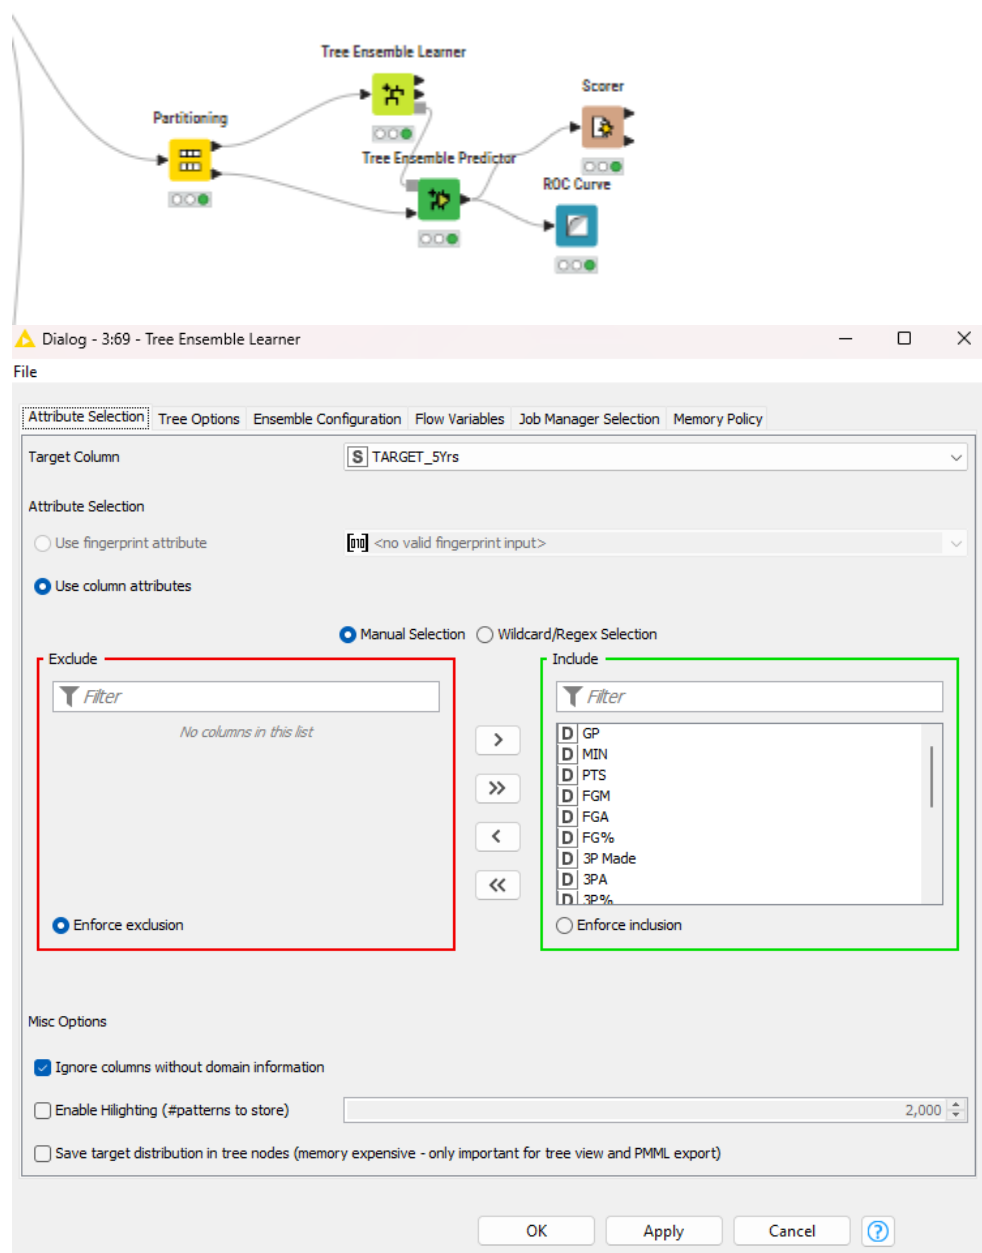 Tree Ensemble Learner
Scorer
Partitioning
Tree Ensemble Predictor
ROC Curve
Dialog - 3:69 - Tree Ensemble Learner
File
Attribute Selection Tree Options Ensemble Configuration Flow Variables Job Manager Selection Memory Policy
Target Column S TARGET_5Yrs
Attribute Selection
Use fingerprint attribute [010] <no valid fingerprint input>
Use column attributes
Manual Selection Wildcard/Regex Selection
Exclude Include
Filter Filter
No columns in this list
D GP
D MIN
D PTS
D FGM
D FGA
D FG%
D 3P Made
D 3PA
D 3P%
Enforce exclusion Enforce inclusion
Misc Options
Ignore columns without domain information
Enable Hilighting (#patterns to store) 2,000
Save target distribution in tree nodes (memory expensive - only important for tree view and PMML export)
OK Apply Cancel ?